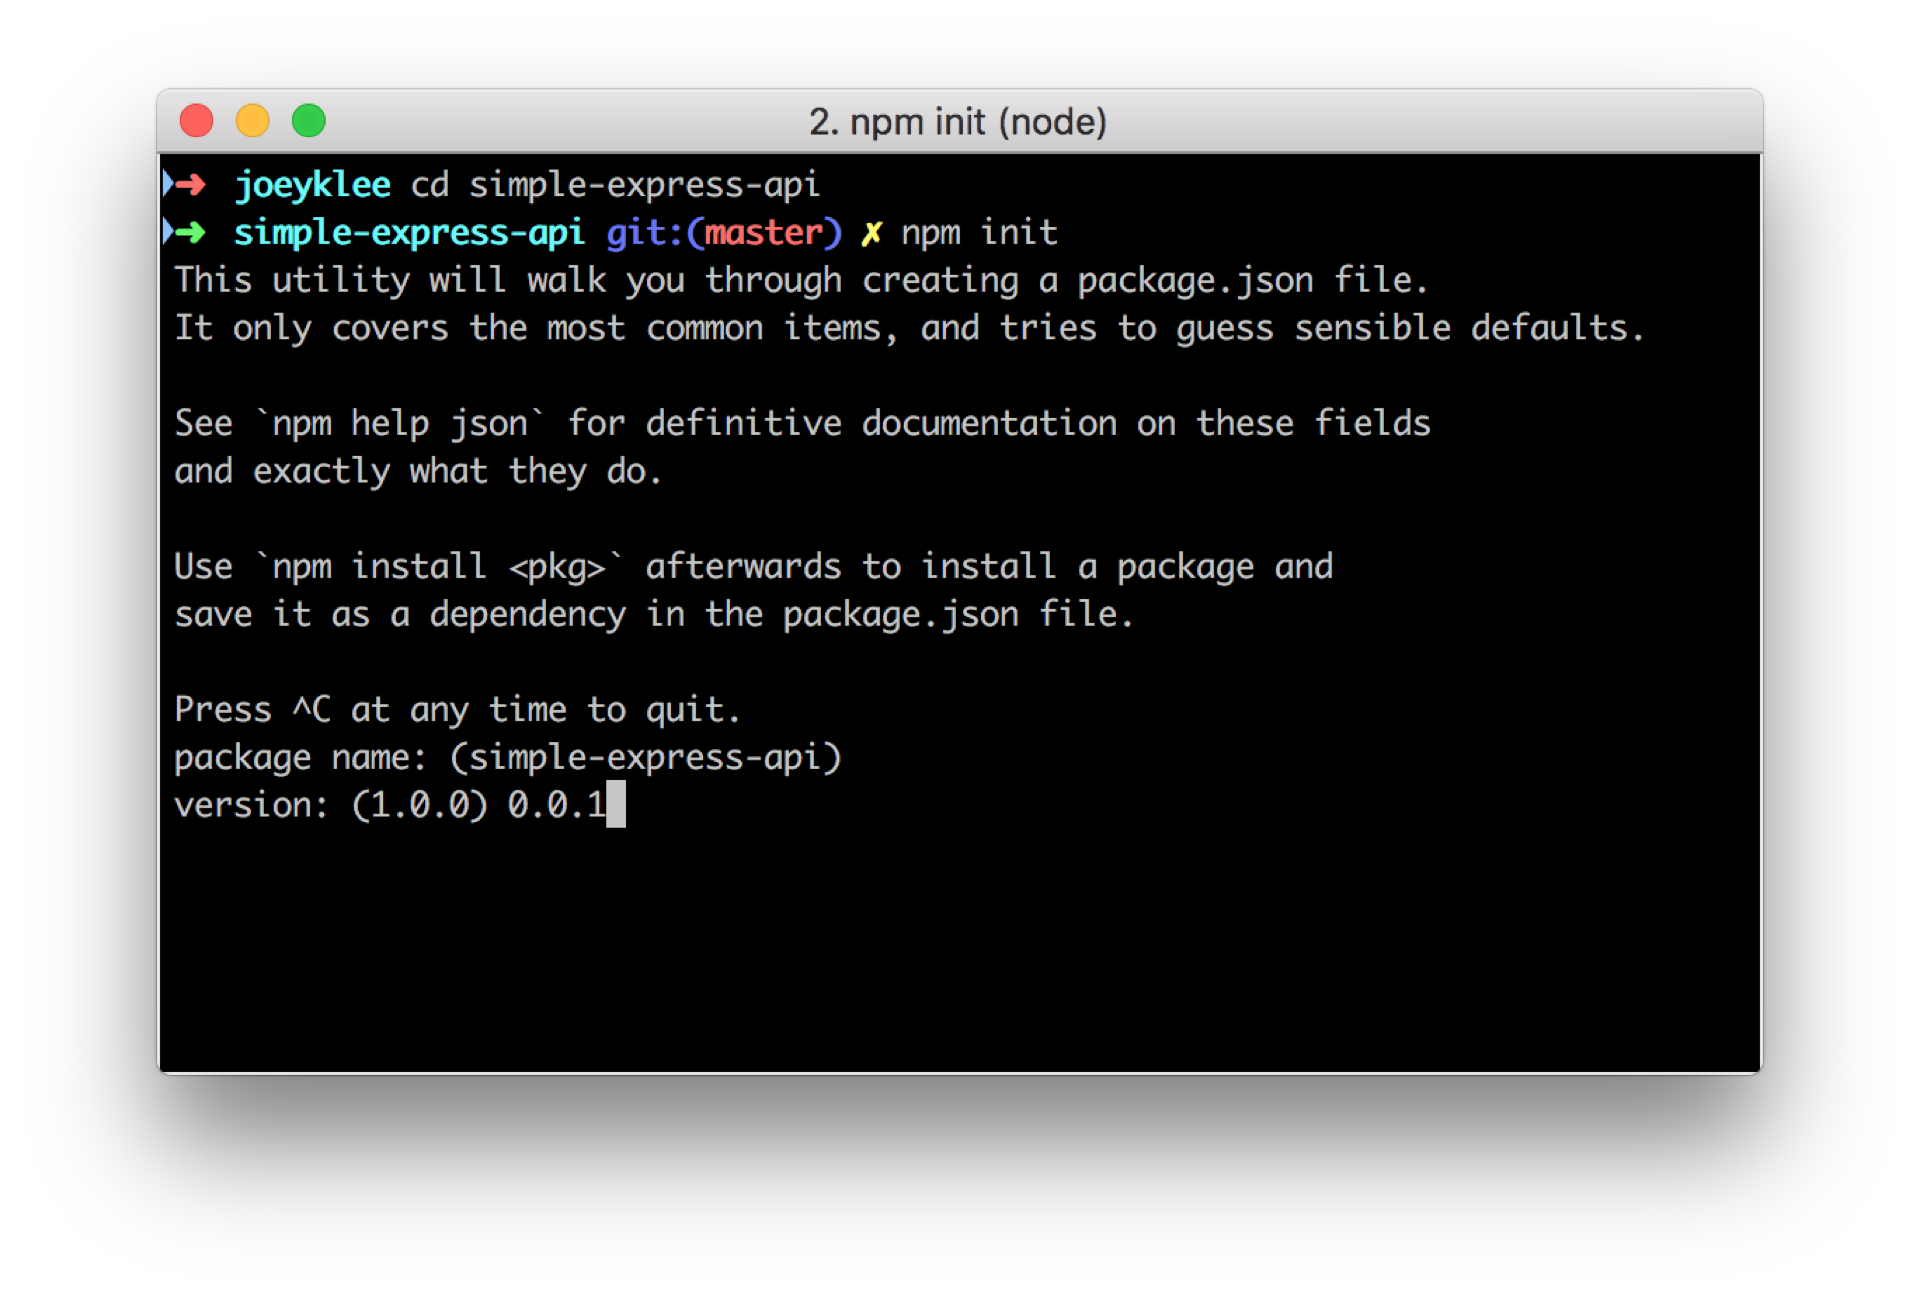 2. npm init (node)
➜ joeyklee cd simple-express-api
➜ simple-express-api git:(master) ✗ npm init
This utility will walk you through creating a package.json file.
It only covers the most common items, and tries to guess sensible defaults.
See `npm help json` for definitive documentation on these fields
and exactly what they do.
Use `npm install <pkg>` afterwards to install a package and
save it as a dependency in the package.json file.
Press ^C at any time to quit.
package name: (simple-express-api)
version: (1.0.0) 0.0.1